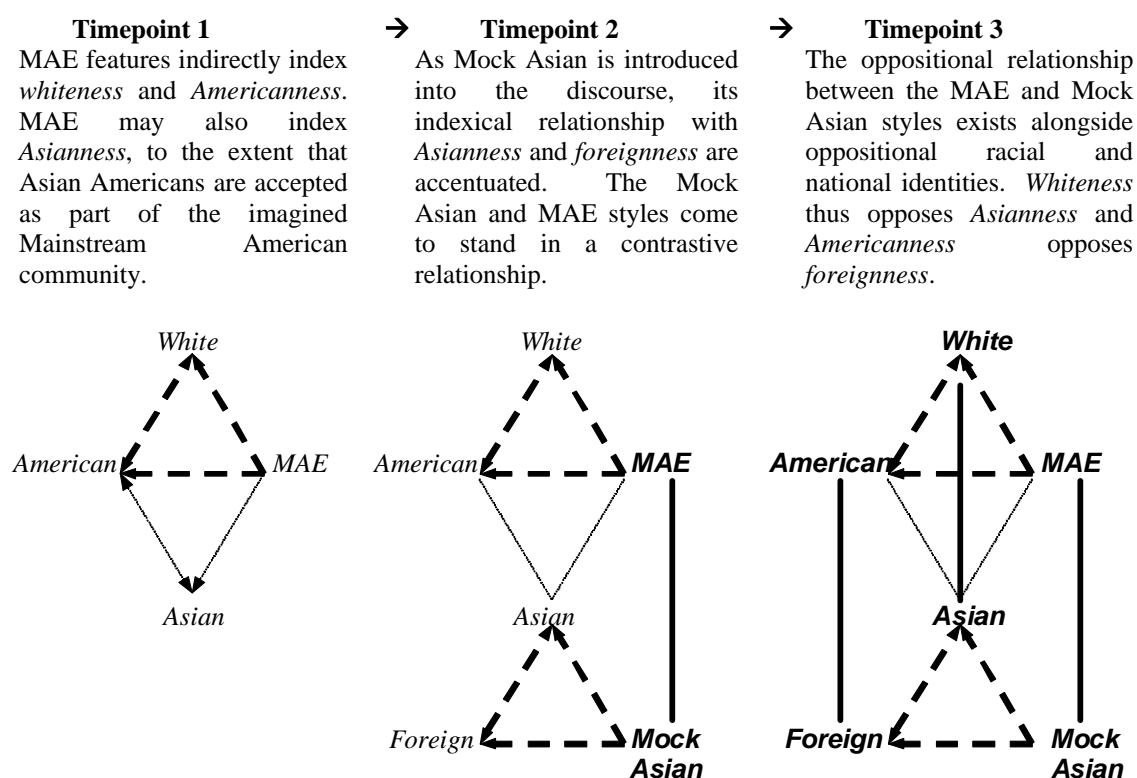 Timepoint 1
MAE features indirectly index
whiteness and Americanness.
MAE may also index
Asianness, to the extent that
Asian Americans are accepted
as part of the imagined
Mainstream American
community.
→ Timepoint 2
As Mock Asian is introduced
into the discourse, its
indexical relationship with
Asianness and foreignness are
accentuated. The Mock
Asian and MAE styles come
to stand in a contrastive
relationship.
→ Timepoint 3
The oppositional relationship
between the MAE and Mock
Asian styles exists alongside
oppositional racial and
national identities. Whiteness
thus opposes Asianness and
Americanness opposes
foreignness.
White
American
MAE
Asian
White
American
MAE
Asian
Foreign
Mock
Asian
White
American
MAE
Asian
Foreign
Mock
Asian